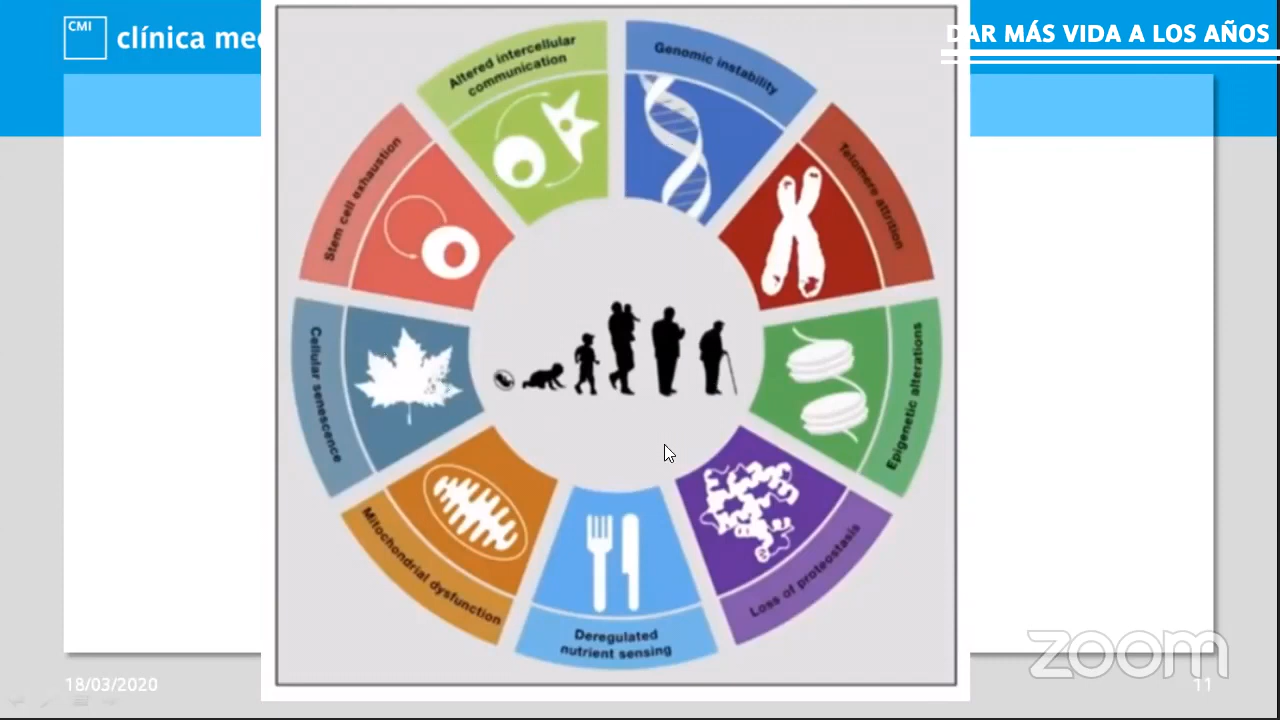 CMI
clínica med
DAR MÁS VIDA A LOS AÑOS
Altered intercellular
communication
Genomic instability
Telomere attrition
Epigenetic alterations
Loss of proteostasis
Deregulated
nutrient sensing
Mitochondrial dysfunction
Cellular senescence
Stem cell exhaustion
zoom
18/03/2020
11